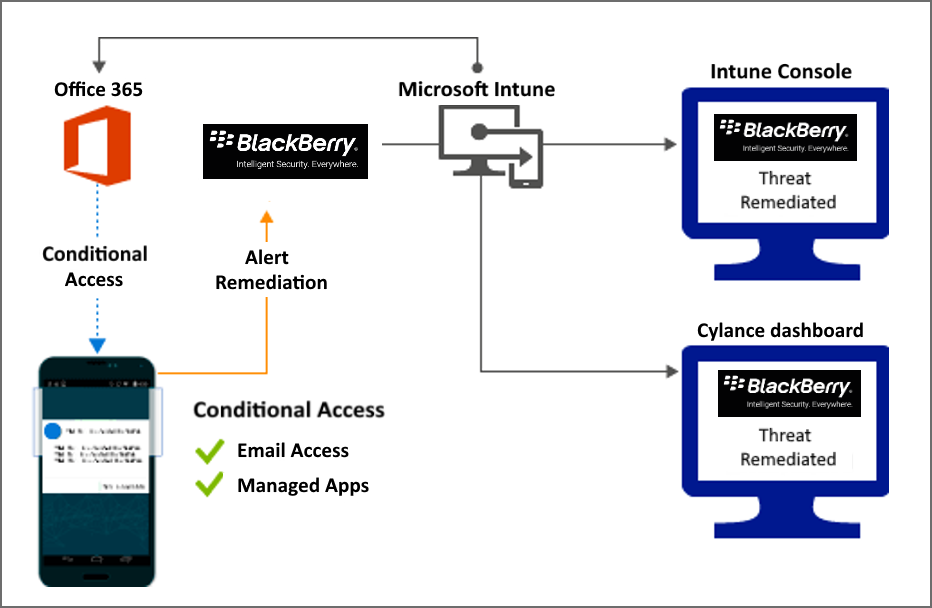 Office 365
Microsoft Intune
Intune Console
BlackBerry®
Intelligent Security. Everywhere.
BlackBerry®
Intelligent Security. Everywhere.
Threat
Remediated
Conditional
Access
Alert
Remediation
Cylance dashboard
BlackBerry®
Intelligent Security. Everywhere.
Threat
Remediated
Conditional Access
Email Access
Managed Apps